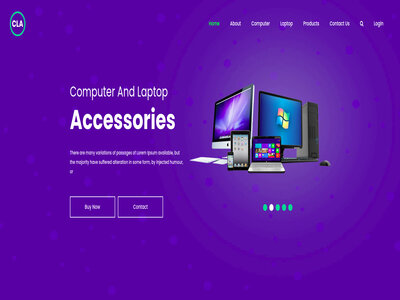 CLA
Home About Computer Laptop Products Contact Us Login
Computer And Laptop
Accessories
There are many variations of passages of Lorem Ipsum available, but
the majority have suffered alteration in some form, by injected humour,
or
Buy Now Contact